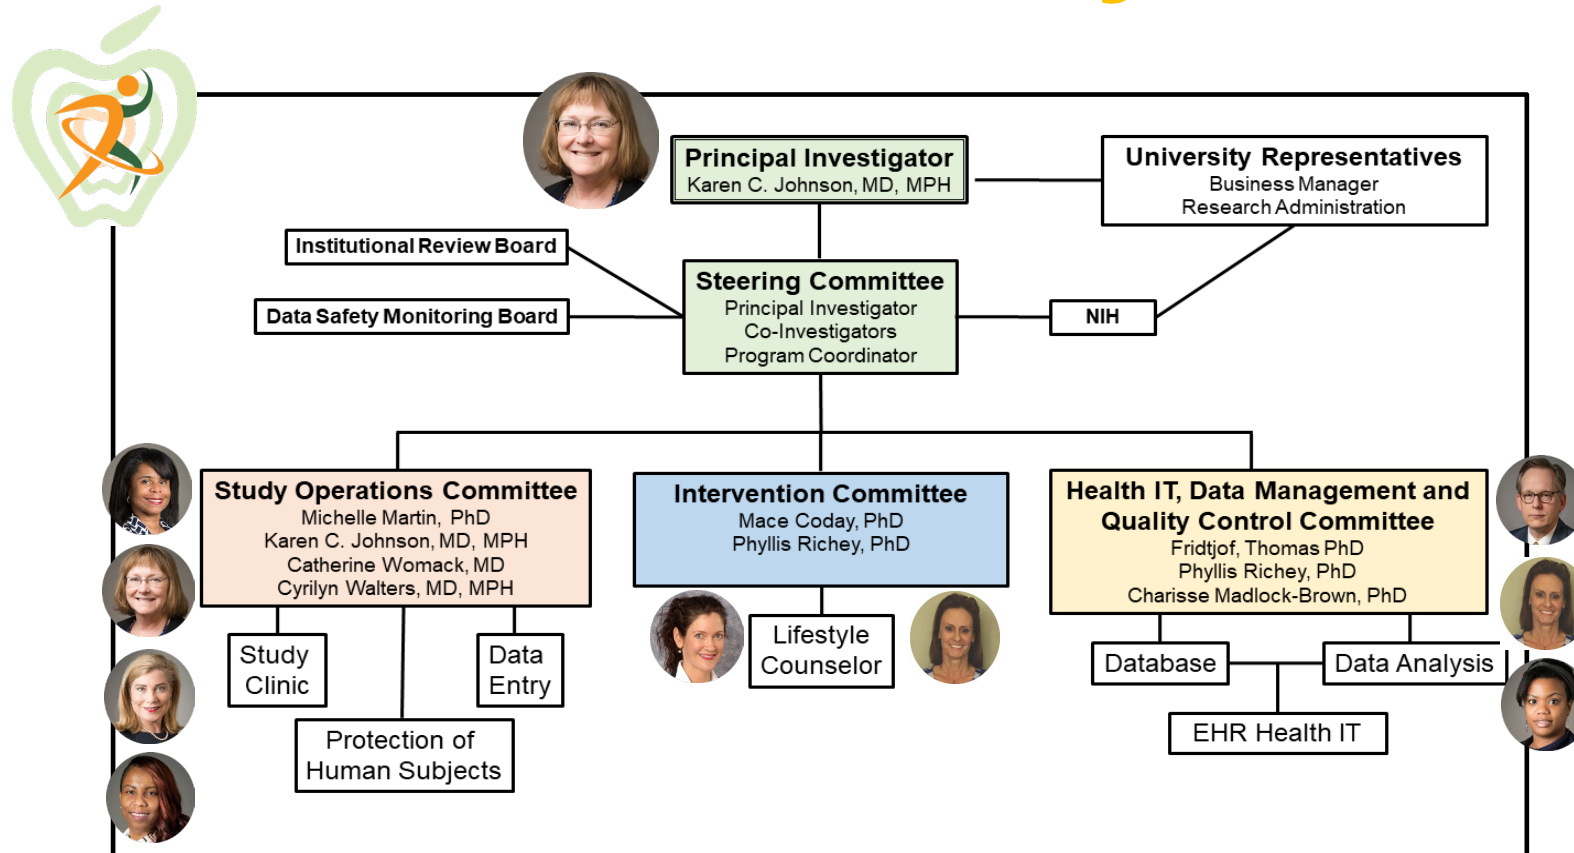 Principal Investigator
Karen C. Johnson, MD, MPH
University Representatives
Business Manager
Research Administration
Institutional Review Board
Data Safety Monitoring Board
Steering Committee
Principal Investigator
Co-Investigators
Program Coordinator
NIH
Study Operations Committee
Michelle Martin, PhD
Karen C. Johnson, MD, MPH
Catherine Womack, MD
Cyrilyn Walters, MD, MPH
Intervention Committee
Mace Coday, PhD
Phyllis Richey, PhD
Health IT, Data Management and
Quality Control Committee
Fridtjof, Thomas PhD
Phyllis Richey, PhD
Charisse Madlock-Brown, PhD
Study
Clinic
Data
Entry
Protection of
Human Subjects
Lifestyle
Counselor
Database
Data Analysis
EHR Health IT